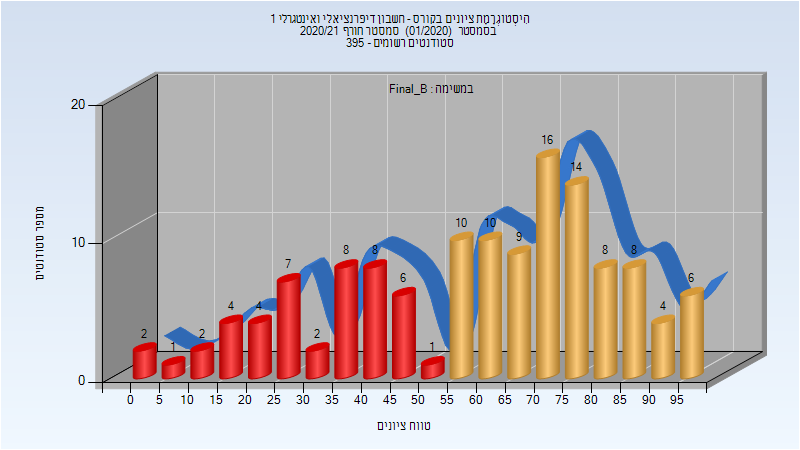 הִיסְטוֹגְרָמַת ציונים בקורס - חשבון דיפרנציאלי ואינטגרלי 1
בסמסטר (01/2020) סמסטר חורף 2020/21
סטודנטים רשומים - 395
במשימה : Final_B
מספר סטודנטים
20
10
0
2 1 2 4 4 7 2 8 8 6 1 10 10 9 16 14 8 8 4 6
0 5 10 15 20 25 30 35 40 45 50 55 60 65 70 75 80 85 90 95
טווח ציונים